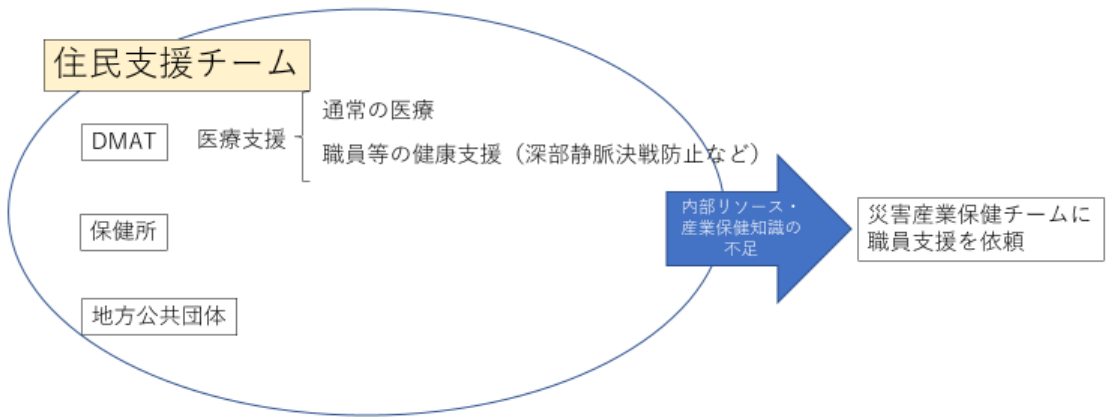 住民支援チーム
DMAT
医療支援
通常の医療
職員等の健康支援（深部静脈決戦防止など）
保健所
地方公共団体
内部リソース・
産業保健知識の
不足
災害産業保健チームに
職員支援を依頼